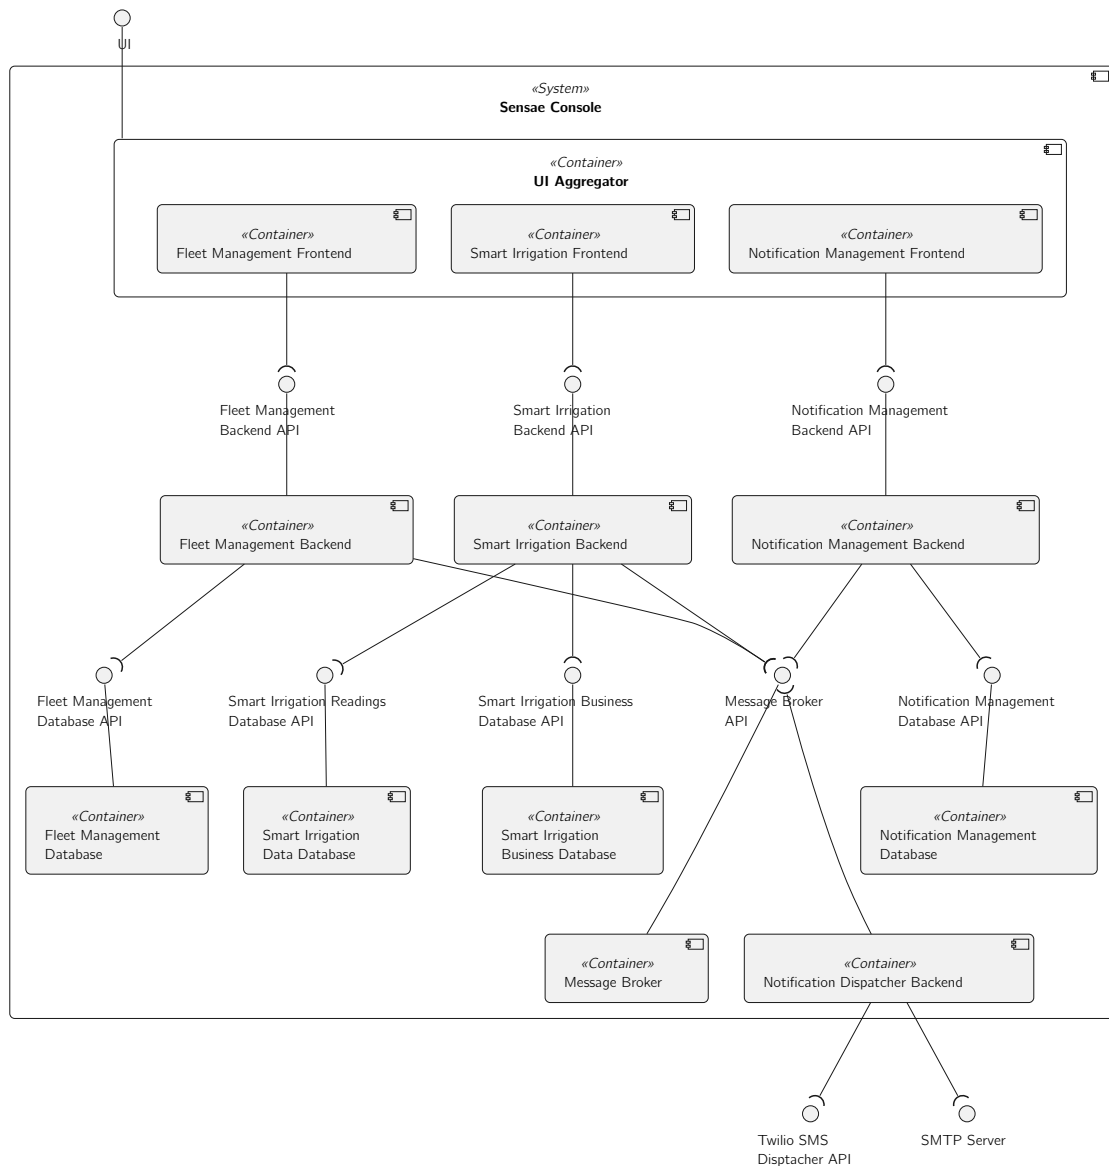 UI
«System»
Sensae Console
«Container»
UI Aggregator
«Container»
Fleet Management Frontend
«Container»
Smart Irrigation Frontend
«Container»
Notification Management Frontend
Fleet Management
Backend API
Smart Irrigation
Backend API
Notification Management
Backend API
«Container»
Fleet Management Backend
«Container»
Smart Irrigation Backend
«Container»
Notification Management Backend
Fleet Management
Database API
Smart Irrigation Readings
Database API
Smart Irrigation Business
Database API
Message Broker
API
Notification Management
Database API
«Container»
Fleet Management
Database
«Container»
Smart Irrigation
Data Database
«Container»
Smart Irrigation
Business Database
«Container»
Notification Management
Database
«Container»
Message Broker
«Container»
Notification Dispatcher Backend
Twilio SMS
Disptacher API
SMTP Server